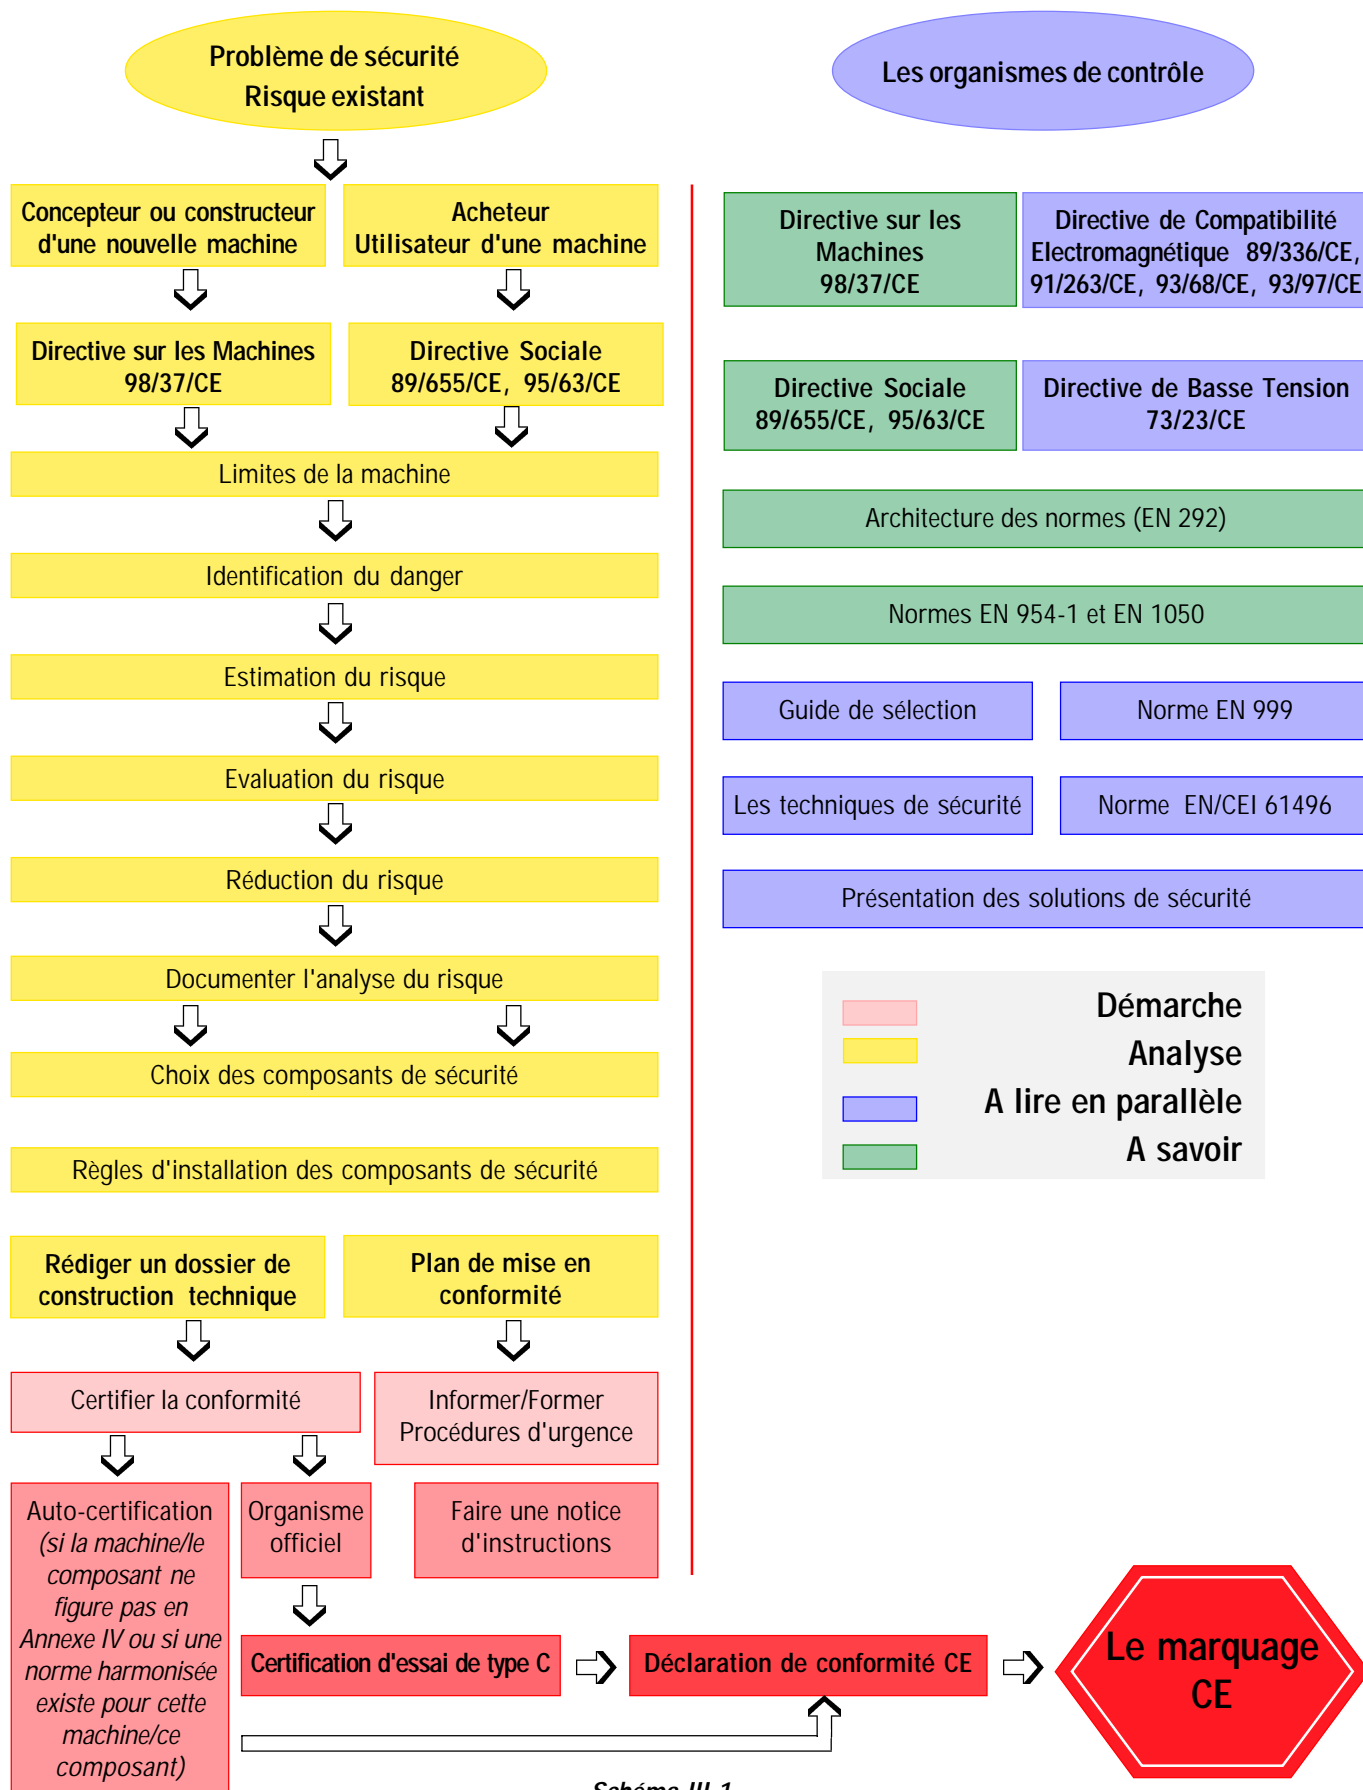 Problème de sécurité
Risque existant
Concepteur ou constructeur
d'une nouvelle machine
Acheteur
Utilisateur d'une machine
Directive sur les Machines
98/37/CE
Directive Sociale
89/655/CE, 95/63/CE
Limites de la machine
Identification du danger
Estimation du risque
Evaluation du risque
Réduction du risque
Documenter l'analyse du risque
Choix des composants de sécurité
Règles d'installation des composants de sécurité
Rédiger un dossier de
construction technique
Plan de mise en
conformité
Certifier la conformité
Informer/Former
Procédures d'urgence
Auto-certification
(si la machine/le
composant ne
figure pas en
Annexe IV ou si une
norme harmonisée
existe pour cette
machine/ce
composant)
Organisme
officiel
Faire une notice
d'instructions
Certification d'essai de type C
Déclaration de conformité CE
Le marquage
CE
Les organismes de contrôle
Directive sur les
Machines
98/37/CE
Directive de Compatibilité
Electromagnétique 89/336/CE,
91/263/CE, 93/68/CE, 93/97/CE
Directive Sociale
89/655/CE, 95/63/CE
Directive de Basse Tension
73/23/CE
Architecture des normes (EN 292)
Normes EN 954-1 et EN 1050
Guide de sélection
Norme EN 999
Les techniques de sécurité
Norme EN/CEI 61496
Présentation des solutions de sécurité
Démarche
Analyse
A lire en parallèle
A savoir
Schéma III-1